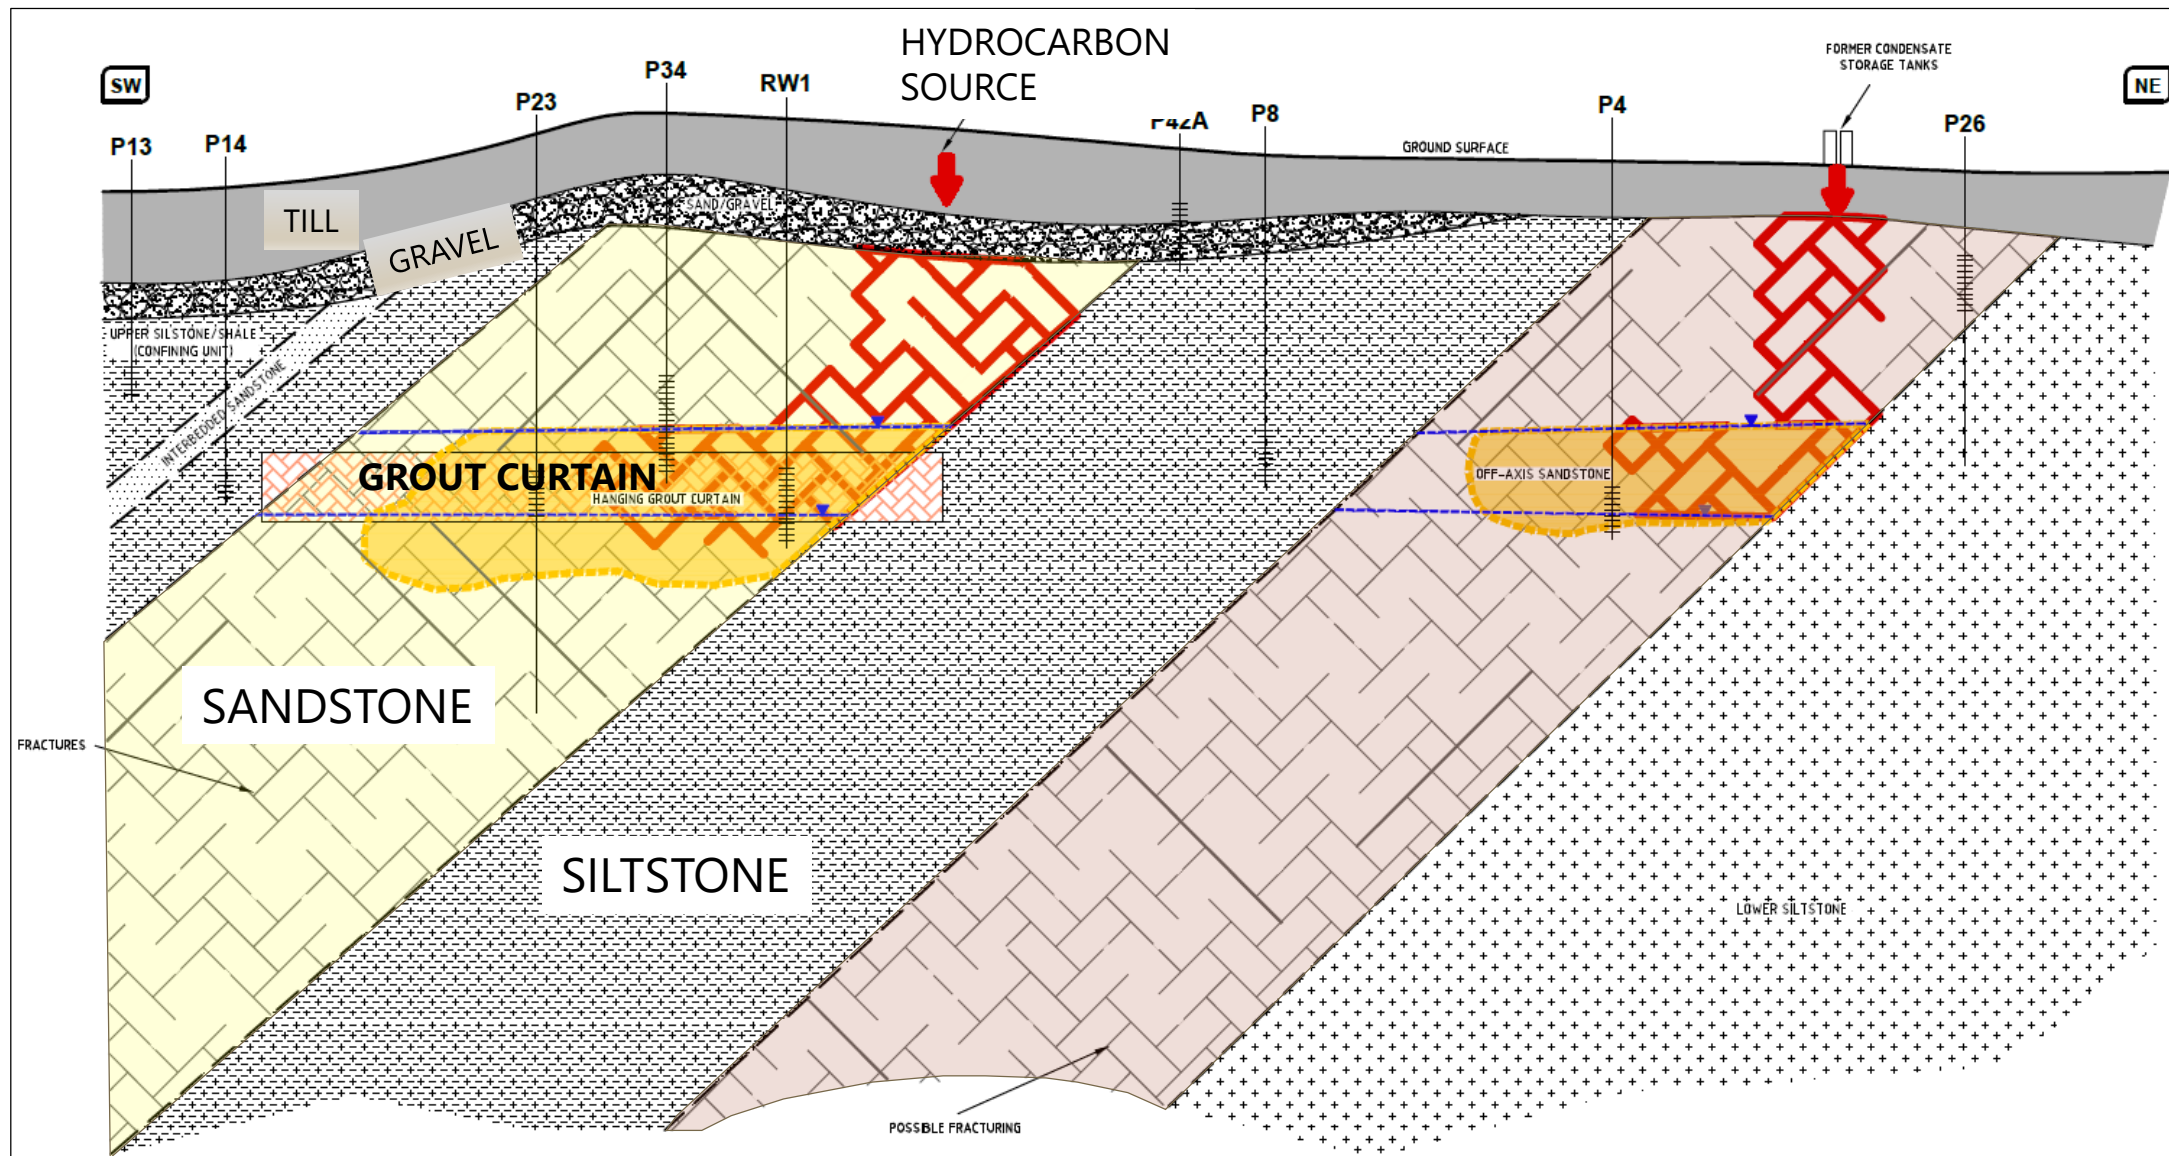 HYDROCARBON
SOURCE
FORMER CONDENSATE
STORAGE TANKS
SW
NE
P34
RW1
P23
P42A
P8
P4
P26
P13
P14
GROUND SURFACE
TILL
SAND/GRAVEL
GRAVEL
UPPER SILSTONE/SHALE
(CONFINING UNIT)
INTERBEDDED SANDSTONE
GROUT CURTAIN
HANGING GROUT CURTAIN
OFF-AXIS SANDSTONE
SANDSTONE
FRACTURES
SILTSTONE
LOWER SILTSTONE
POSSIBLE FRACTURING